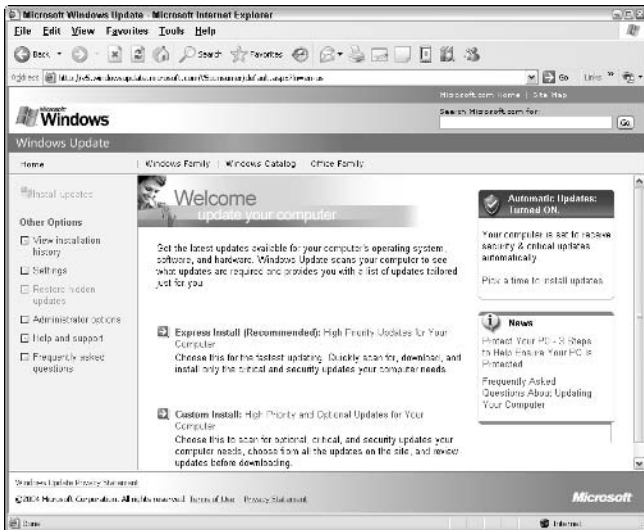 Microsoft Windows Update - Microsoft Internet Explorer
File Edit View Favorites Tools Help
Back Search Favorites
Address Go Links »
Microsoft.com Home | Site Map
Microsoft
Windows
Search Microsoft.com for:
Go
Windows Update
Home | Windows Family | Windows Catalog Office Family
Install updates
Other Options
View installation
history
Settings
Restore hidden
updates
Administrator options
Help and support
Frequently asked
questions
Welcome
update your computer
Get the latest updates available for your computer's operating system,
software, and hardware. Windows Update scans your computer to see
what updates are required and provides you with a list of updates tailored
just for you.
Express Install (Recommended): High Priority Updates for Your
Computer
Choose this for the fastest updating. Quickly scan for, download, and
install only the critical and security updates your computer needs.
Custom Install: High Priority and Optional Updates for Your
Computer
Choose this to scan for optional, critical, and security updates your
computer needs, choose from all the updates on the site, and review
updates before downloading.
Automatic Updates:
Turned ON.
Your computer is set to receive
security & critical updates
automatically.
Pick a time to install updates
News
Protect Your PC - 3 Steps
to Help Ensure Your PC is
Protected
Frequently Asked
Questions About Updating
Your Computer
Windows Update Privacy Statement
©2004 Microsoft Corporation. All rights reserved. Terms of Use Privacy Statement
Microsoft
Done Internet